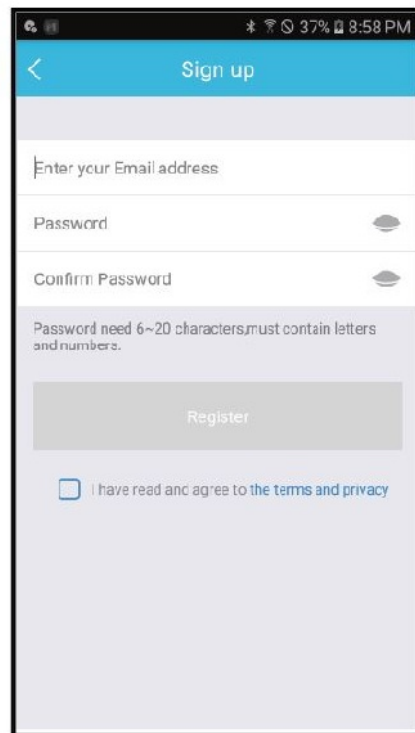 37% 8:58 PM
Sign up
Enter your Email address
Password
Confirm Password
Password need 6~20 characters,must contain letters
and numbers.
Register
I have read and agree to the terms and privacy